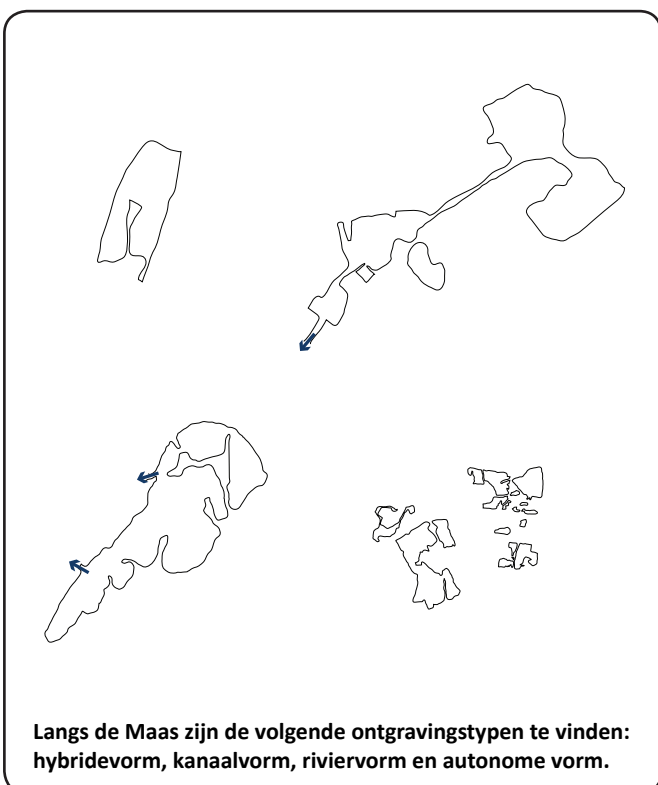 Langs de Maas zijn de volgende ontgravingstypen te vinden:
hybridevorm, kanaalvorm, riviervorm en autonome vorm.